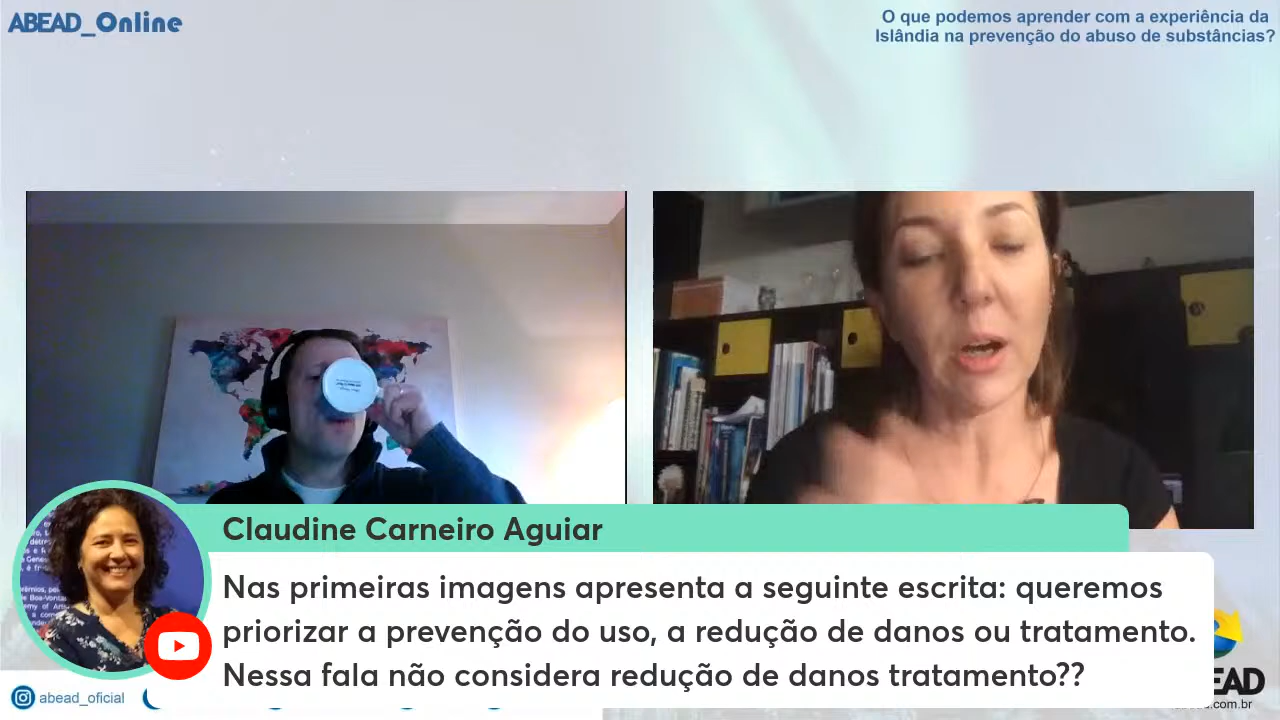 ABEAD_Online
O que podemos aprender com a experiência da
Islândia na prevenção do abuso de substâncias?
Claudine Carneiro Aguiar
Nas primeiras imagens apresenta a seguinte escrita: queremos
priorizar a prevenção do uso, a redução de danos ou tratamento.
Nessa fala não considera redução de danos tratamento??
abead_oficial
EAD
.com.br